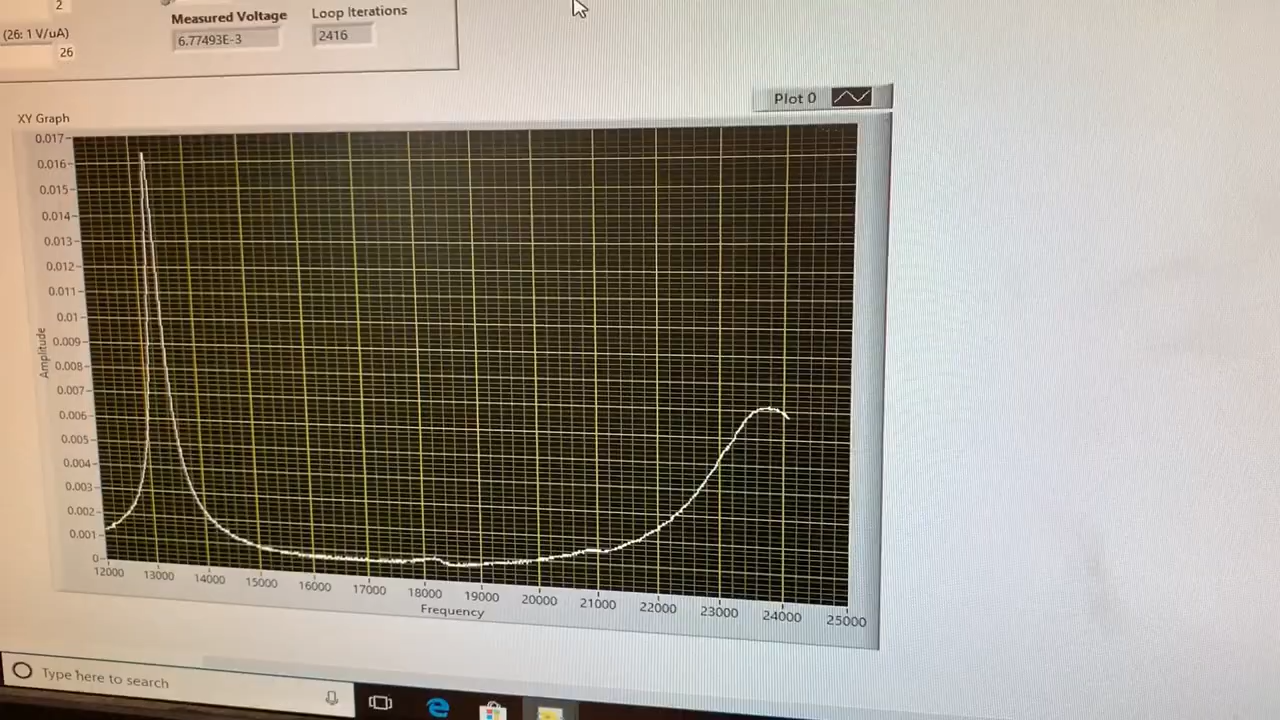 2
(26: 1 V/uA)
26
Measured Voltage
6.77493E-3
Loop Iterations
2416
Plot 0
XY Graph
0.017
0.016
0.015
0.014
0.013
0.012
0.011
0.01
0.009
0.008
0.007
0.006
0.005
0.004
0.003
0.002
0.001
0
Amplitude
12000 13000 14000 15000 16000 17000 18000 19000 20000 21000 22000 23000 24000 25000
Frequency
Type here to search